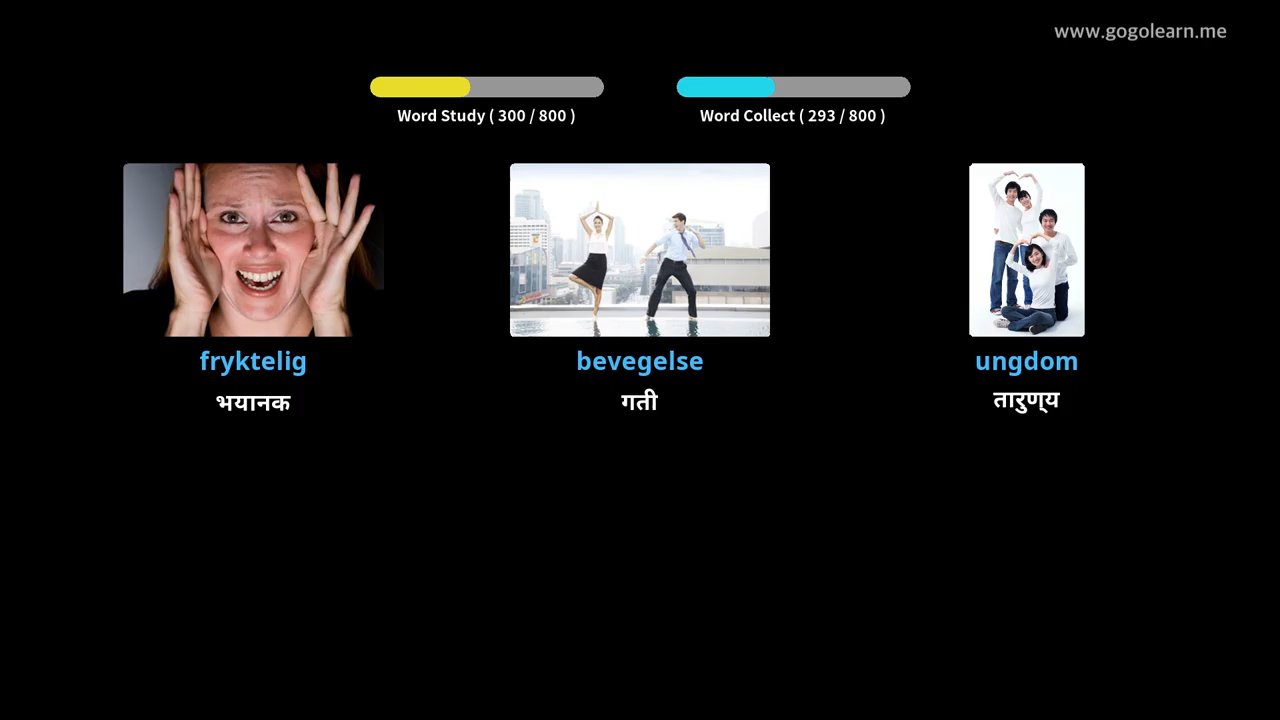 www.gogolearn.me
Word Study ( 300 / 800 )
Word Collect ( 293 / 800 )
fryktelig
bevegelse
ungdom
भयानक
गती
तारुण्य